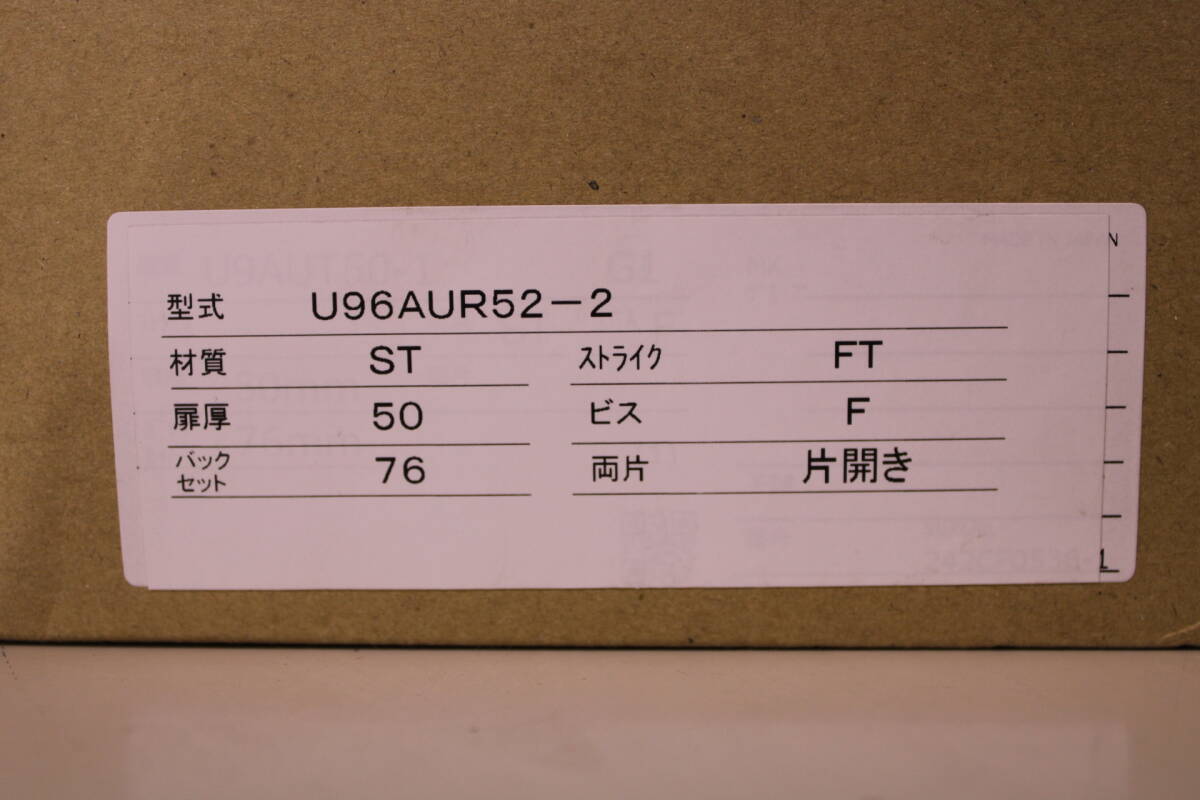 型式 U96AUR52-2
材質 ST ストライク FT
扉厚 50 ビス F
バック
セット 76 両片 片開き